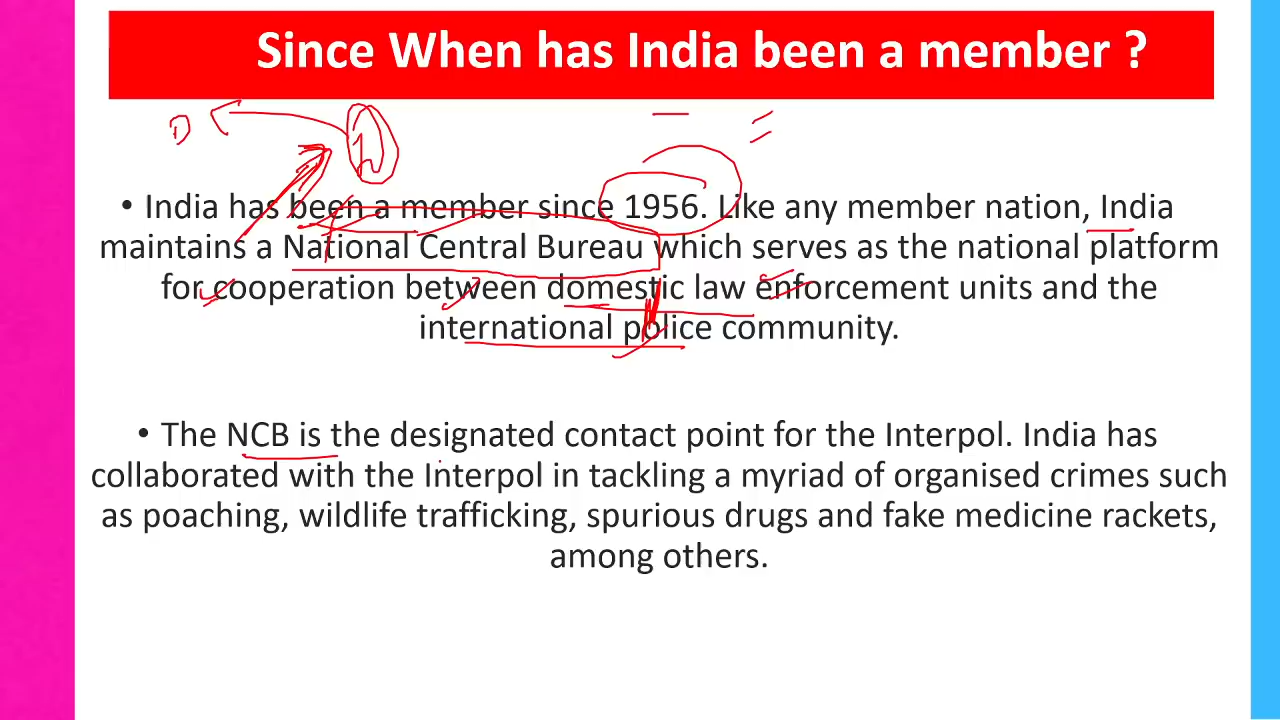 Since When has India been a member ?
D
• India has been a member since 1956. Like any member nation, India
maintains a National Central Bureau which serves as the national platform
for cooperation between domestic law enforcement units and the
international police community.
• The NCB is the designated contact point for the Interpol. India has
collaborated with the Interpol in tackling a myriad of organised crimes such
as poaching, wildlife trafficking, spurious drugs and fake medicine rackets,
among others.